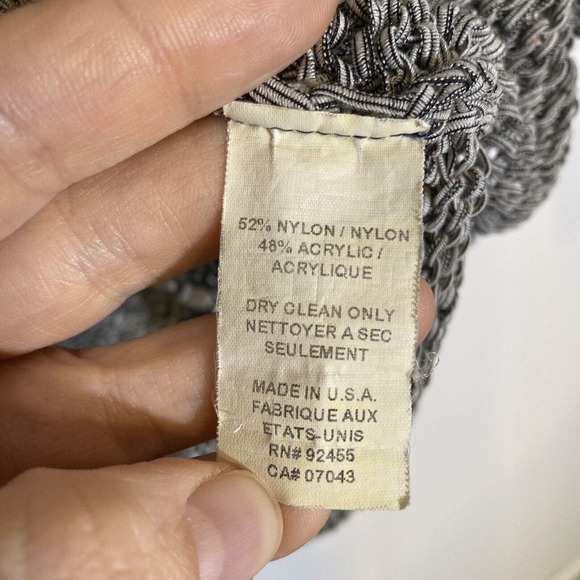 52% NYLON / NYLON
48% ACRYLIC /
ACRYLIQUE
DRY CLEAN ONLY
NETTOYER A SEC
SEULEMENT
MADE IN U.S.A.
FABRIQUE AUX
ETATS-UNIS
RN# 92455
CA# 07043